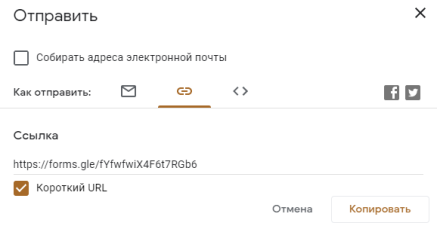 Отправить
Собирать адреса электронной почты
Как отправить:
Ссылка
https://forms.gle/fYfwfwiX4F6t7RGb6
Короткий URL
Отмена Копировать